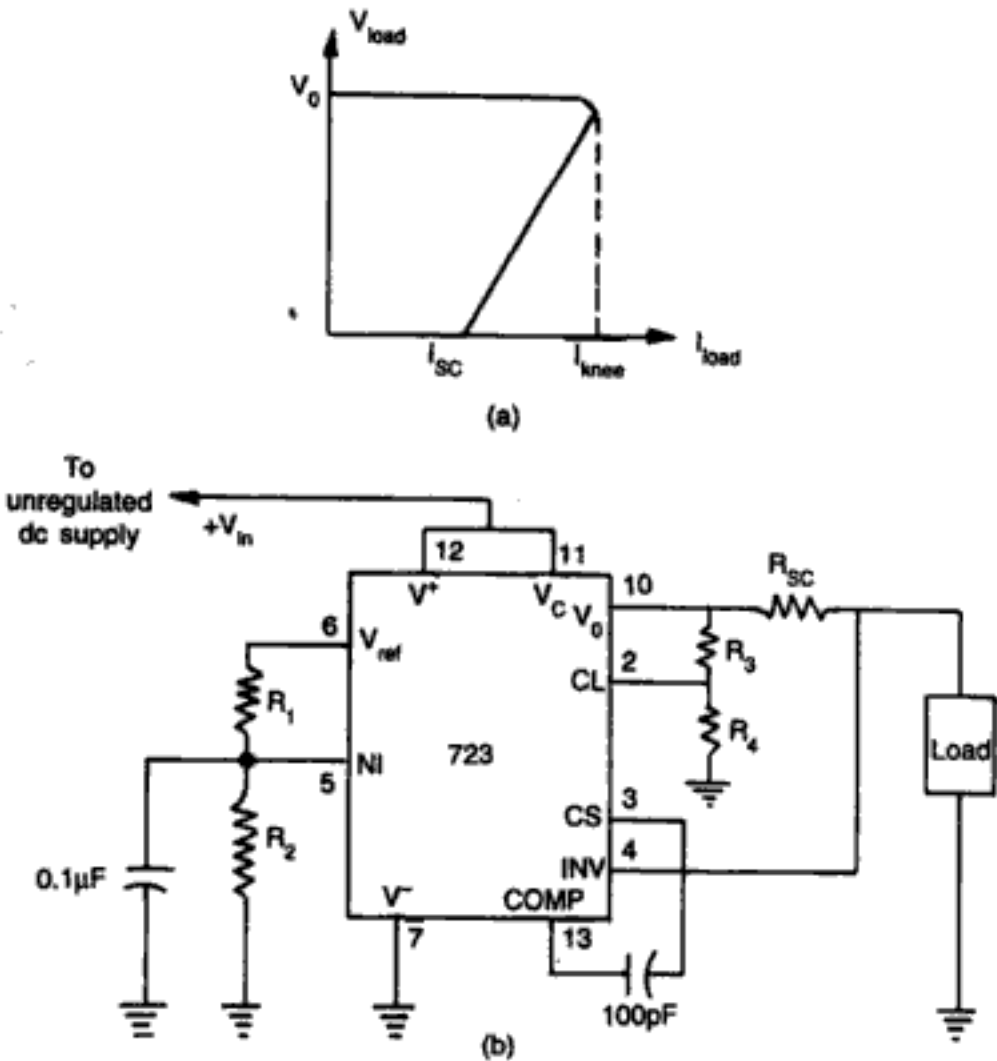 V_load
V_0
i_SC
i_knee
i_load
(a)
To
unregulated
dc supply
+V_in
12
11
V^+
V_C
V_0
10
R_SC
6
V_ref
R_1
2
CL
R_3
R_4
723
NI
5
R_2
0.1μF
3
CS
4
INV
Load
V^-
7
COMP
13
100pF
(b)